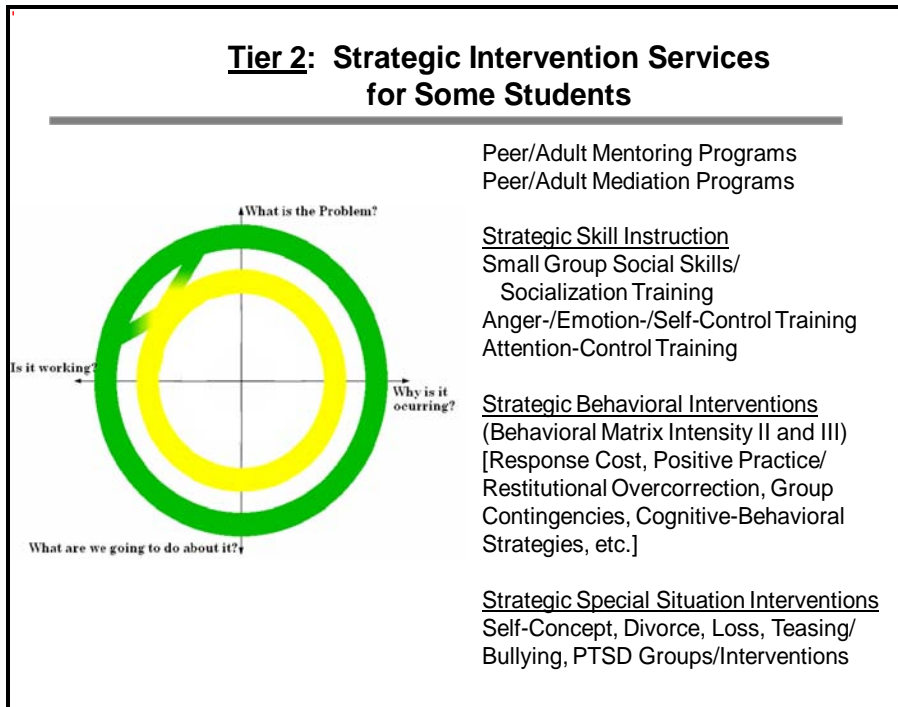 Tier 2:  Strategic Intervention Services
for Some Students
Peer/Adult Mentoring Programs
Peer/Adult Mediation Programs
What is the Problem?
Is it working?
Why is it
ocurring?
What are we going to do about it?
Strategic Skill Instruction
Small Group Social Skills/
Socialization Training
Anger-/Emotion-/Self-Control Training
Attention-Control Training
Strategic Behavioral Interventions
(Behavioral Matrix Intensity II and III)
[Response Cost, Positive Practice/
Restitutional Overcorrection, Group
Contingencies, Cognitive-Behavioral
Strategies, etc.]
Strategic Special Situation Interventions
Self-Concept, Divorce, Loss, Teasing/
Bullying, PTSD Groups/Interventions